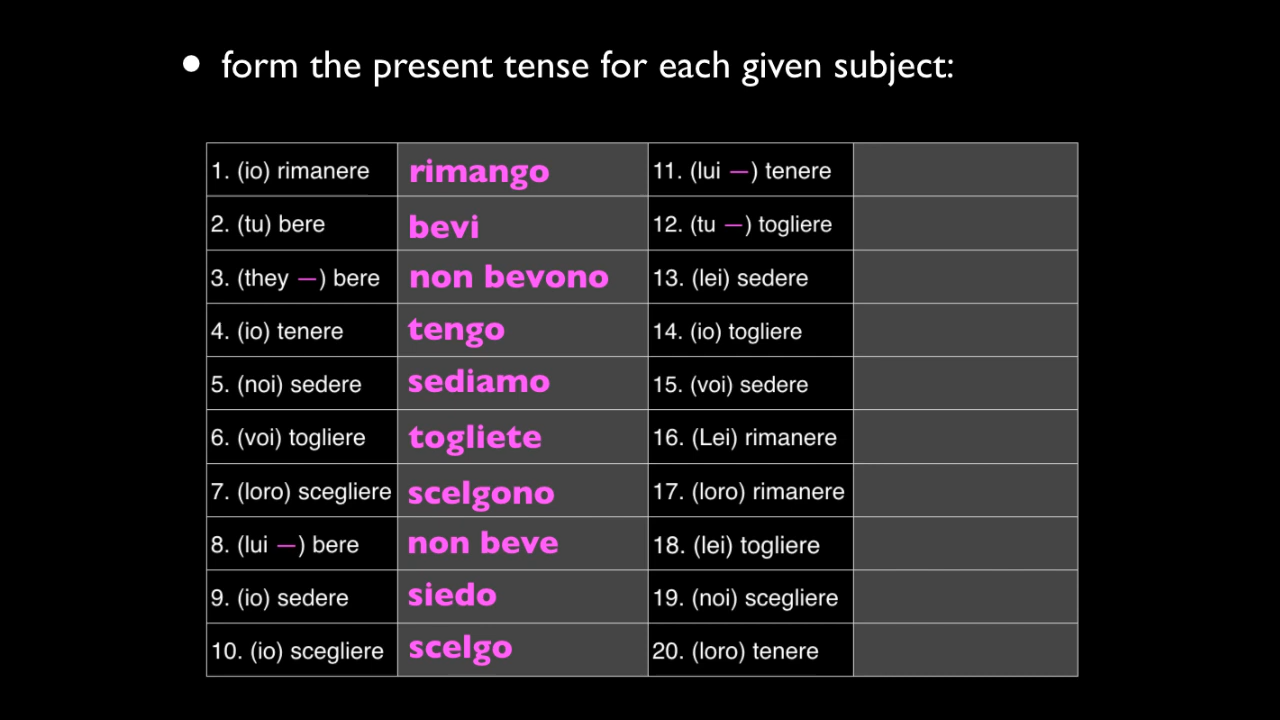 • form the present tense for each given subject:
1. (io) rimanere rimango 11. (lui —) tenere
2. (tu) bere bevi 12. (tu —) togliere
3. (they —) bere non bevono 13. (lei) sedere
4. (io) tenere tengo 14. (io) togliere
5. (noi) sedere sediamo 15. (voi) sedere
6. (voi) togliere togliete 16. (Lei) rimanere
7. (loro) scegliere scelgono 17. (loro) rimanere
8. (lui —) bere non beve 18. (lei) togliere
9. (io) sedere siedo 19. (noi) scegliere
10. (io) scegliere scelgo 20. (loro) tenere